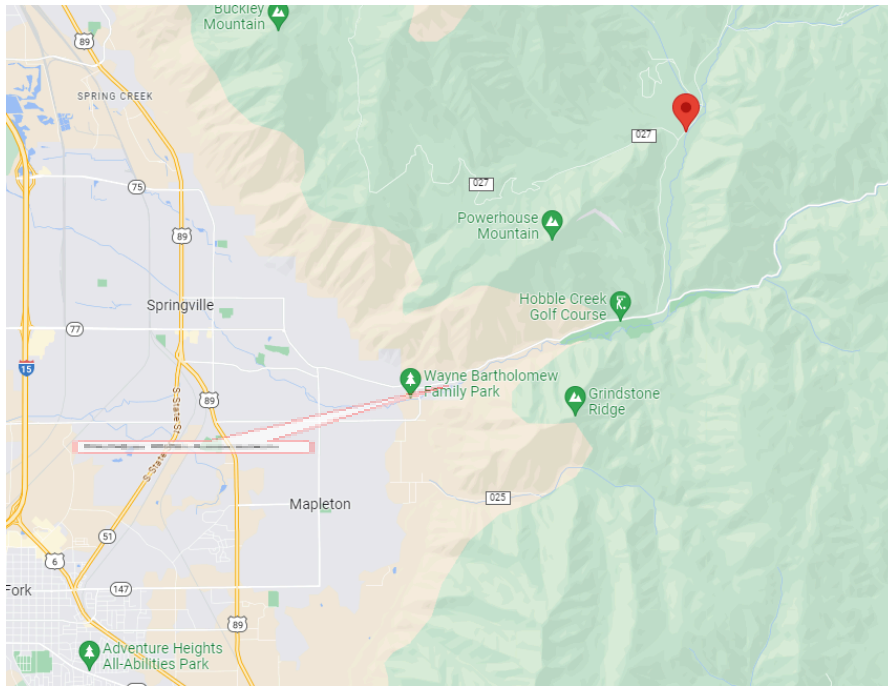 Buckley
Mountain
89
SPRING CREEK
027
75
027
89
Powerhouse
Mountain
Springville
Hobble Creek
Golf Course
77
15
Wayne Bartholomew
Family Park
89
S State St
Grindstone
Ridge
S State
025
Mapleton
51
6
147
Fork
89
Adventure Heights
All-Abilities Park